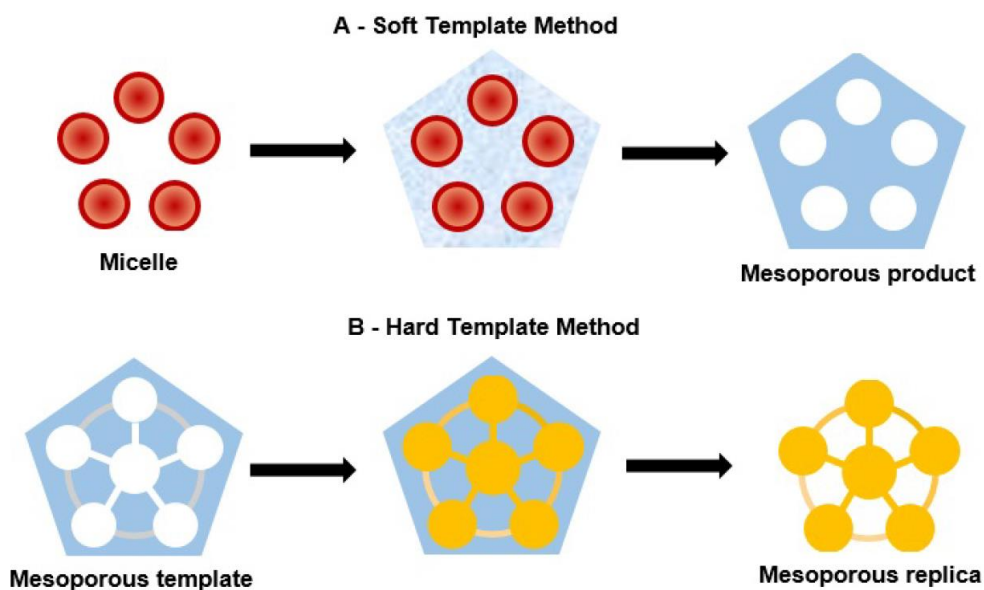 A - Soft Template Method
Micelle
Mesoporous product
B - Hard Template Method
Mesoporous template
Mesoporous replica